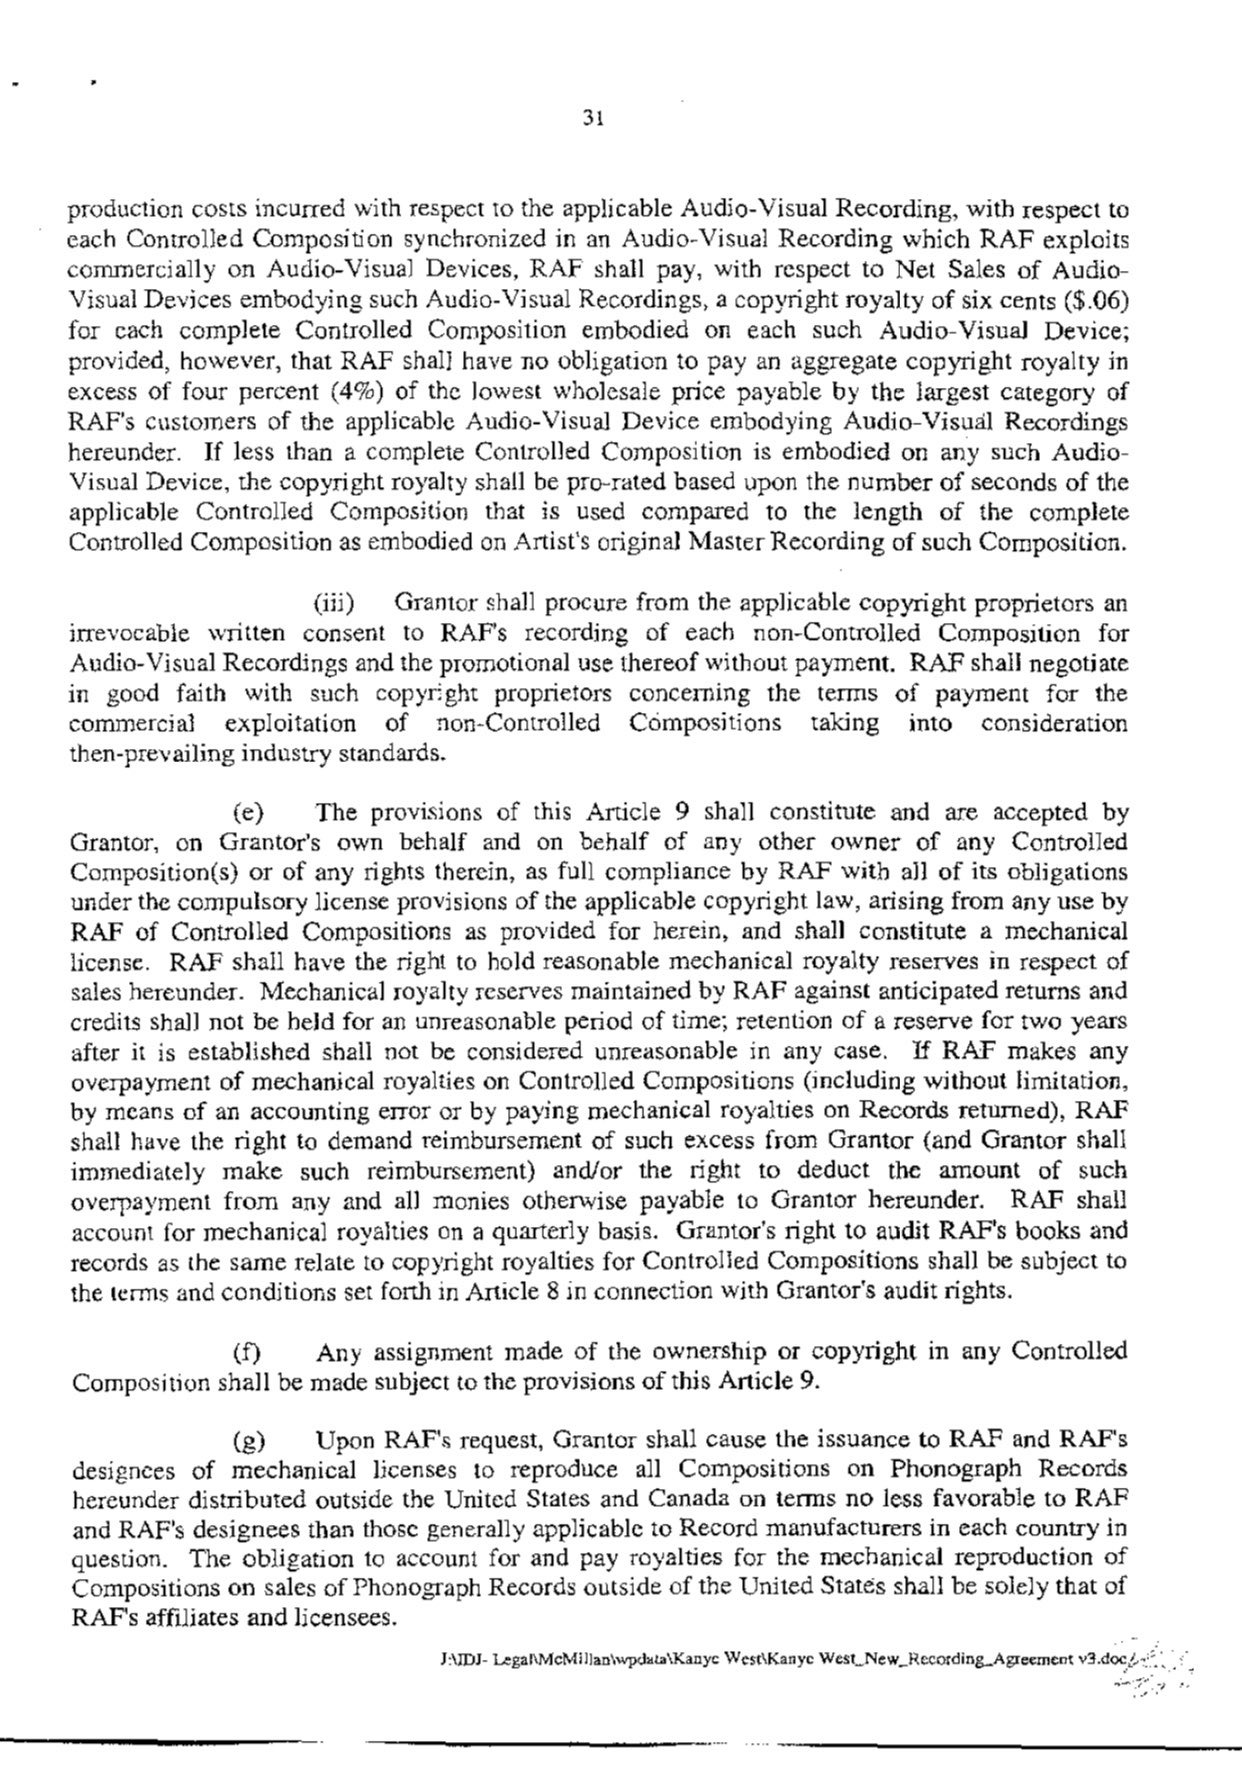 31
production costs incurred with respect to the applicable Audio-Visual Recording, with respect to
each Controlled Composition synchronized in an Audio-Visual Recording which RAF exploits
commercially on Audio-Visual Devices, RAF shall pay, with respect to Net Sales of Audio-
Visual Devices embodying such Audio-Visual Recordings, a copyright royalty of six cents ($.06)
for each complete Controlled Composition embodied on each such Audio-Visual Device;
provided, however, that RAF shall have no obligation to pay an aggregate copyright royalty in
excess of four percent (4%) of the lowest wholesale price payable by the largest category of
RAF's customers of the applicable Audio-Visual Device embodying Audio-Visual Recordings
hereunder. If less than a complete Controlled Composition is embodied on any such Audio-
Visual Device, the copyright royalty shall be pro-rated based upon the number of seconds of the
applicable Controlled Composition that is used compared to the length of the complete
Controlled Composition as embodied on Artist's original Master Recording of such Composition.
(iii) Grantor shall procure from the applicable copyright proprietors an
irrevocable written consent to RAF's recording of each non-Controlled Composition for
Audio-Visual Recordings and the promotional use thereof without payment. RAF shall negotiate
in good faith with such copyright proprietors concerning the terms of payment for the
commercial exploitation of non-Controlled Compositions taking into consideration
then-prevailing industry standards.
(e) The provisions of this Article 9 shall constitute and are accepted by
Grantor, on Grantor's own behalf and on behalf of any other owner of any Controlled
Composition(s) or of any rights therein, as full compliance by RAF with all of its obligations
under the compulsory license provisions of the applicable copyright law, arising from any use by
RAF of Controlled Compositions as provided for herein, and shall constitute a mechanical
license. RAF shall have the right to hold reasonable mechanical royalty reserves in respect of
sales hereunder. Mechanical royalty reserves maintained by RAF against anticipated returns and
credits shall not be held for an unreasonable period of time; retention of a reserve for two years
after it is established shall not be considered unreasonable in any case. If RAF makes any
overpayment of mechanical royalties on Controlled Compositions (including without limitation,
by means of an accounting error or by paying mechanical royalties on Records returned), RAF
shall have the right to demand reimbursement of such excess from Grantor (and Grantor shall
immediately make such reimbursement) and/or the right to deduct the amount of such
overpayment from any and all monies otherwise payable to Grantor hereunder. RAF shall
account for mechanical royalties on a quarterly basis. Grantor's right to audit RAF's books and
records as the same relate to copyright royalties for Controlled Compositions shall be subject to
the terms and conditions set forth in Article 8 in connection with Grantor's audit rights.
(f) Any assignment made of the ownership or copyright in any Controlled
Composition shall be made subject to the provisions of this Article 9.
(g) Upon RAF's request, Grantor shall cause the issuance to RAF and RAF's
designees of mechanical licenses to reproduce all Compositions on Phonograph Records
hereunder distributed outside the United States and Canada on terms no less favorable to RAF
and RAF's designees than those generally applicable to Record manufacturers in each country in
question. The obligation to account for and pay royalties for the mechanical reproduction of
Compositions on sales of Phonograph Records outside of the United States shall be solely that of
RAF's affiliates and licensees.
J:\IDJ- Legal\McMillan\wpdata\Kanye West\Kanye West_New_Recording_Agreement v3.doc